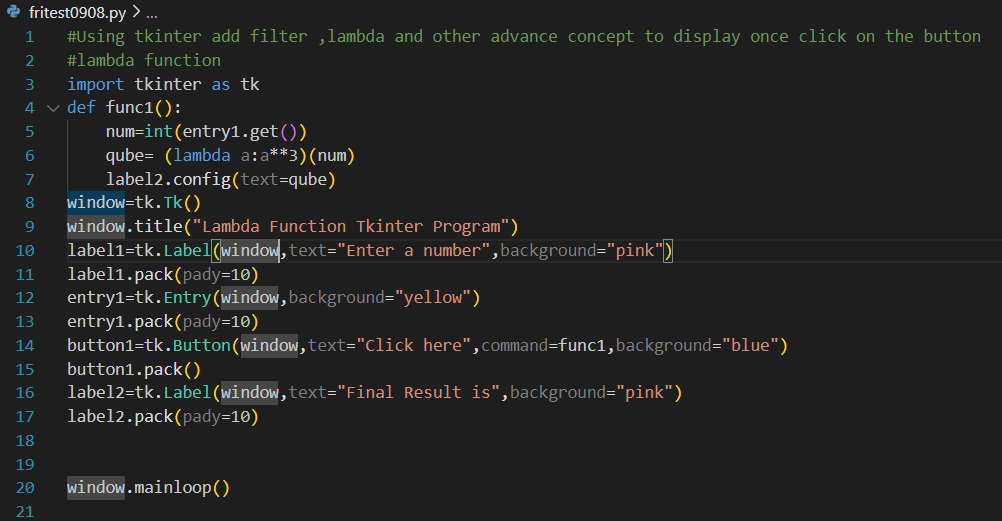 fritest0908.py > ...
1 #Using tkinter add filter ,lambda and other advance concept to display once click on the button
2 #lambda function
3 import tkinter as tk
4 def func1():
5     num=int(entry1.get())
6     qube= (lambda a:a**3)(num)
7     label2.config(text=qube)
8 window=tk.Tk()
9 window.title("Lambda Function Tkinter Program")
10 label1=tk.Label(window,text="Enter a number",background="pink")
11 label1.pack(pady=10)
12 entry1=tk.Entry(window,background="yellow")
13 entry1.pack(pady=10)
14 button1=tk.Button(window,text="Click here",command=func1,background="blue")
15 button1.pack()
16 label2=tk.Label(window,text="Final Result is",background="pink")
17 label2.pack(pady=10)
18
19
20 window.mainloop()
21